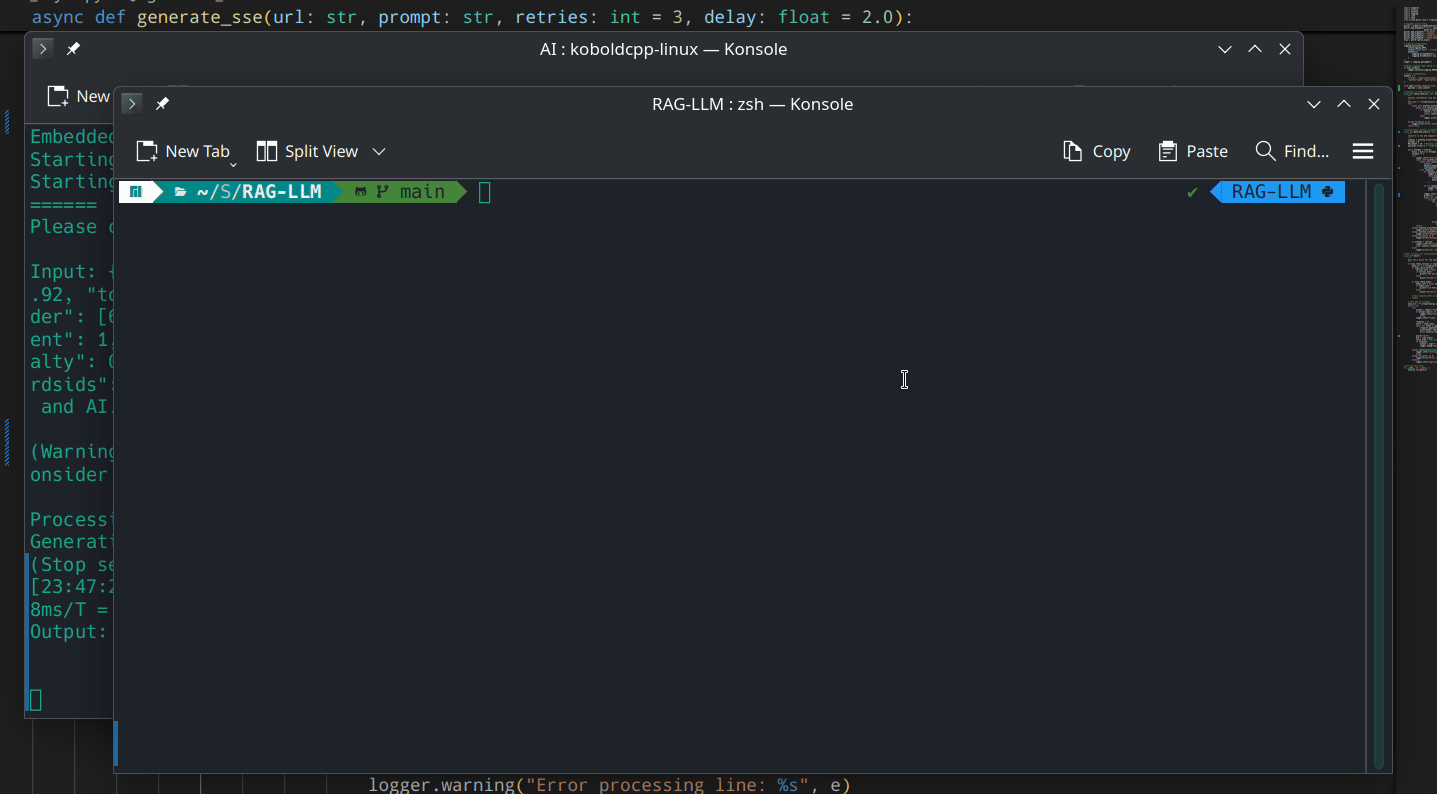 async def generate_sse(url: str, prompt: str, retries: int = 3, delay: float = 2.0):
AI : koboldcpp-linux — Konsole
New
RAG-LLM : zsh — Konsole
New Tab
Split View
Copy
Paste
Find...
~/S/RAG-LLM
main
✔
RAG-LLM
Embedded
Starting
Starting
======
Please
Input: {
.92, "to
der": [6
ent": 1
alty": 0
rdsids":
and AI.
(Warning
onsider
Processi
Generati
(Stop se
[23:47:2
8ms/T =
Output:
logger.warning("Error processing line: %s", e)